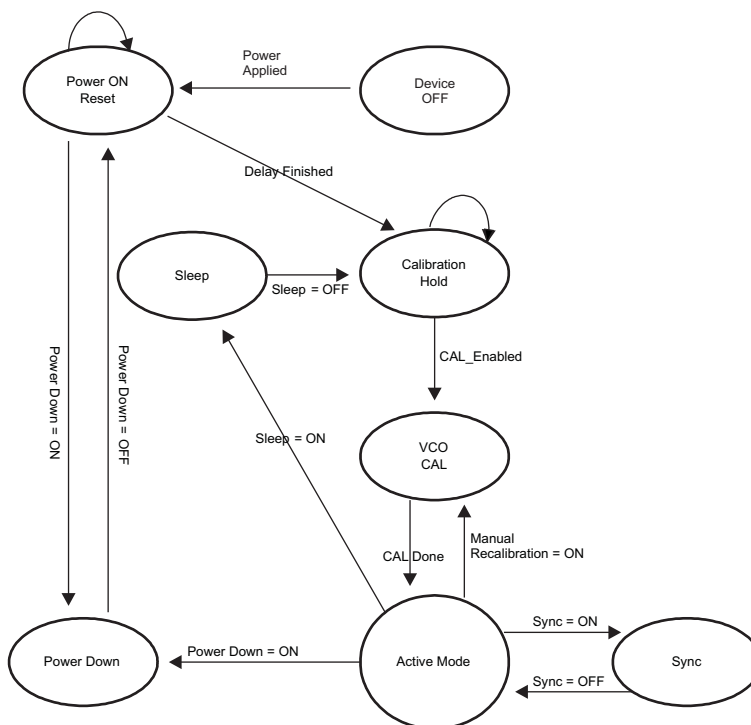 Power
Applied
Power ON
Reset
Device
OFF
Delay Finished
Sleep
Sleep = OFF
Calibration
Hold
CAL_Enabled
Power Down = ON
Power Down = OFF
Sleep = ON
VCO
CAL
CAL Done
Manual
Recalibration = ON
Power Down
Power Down = ON
Active Mode
Sync = ON
Sync = OFF
Sync